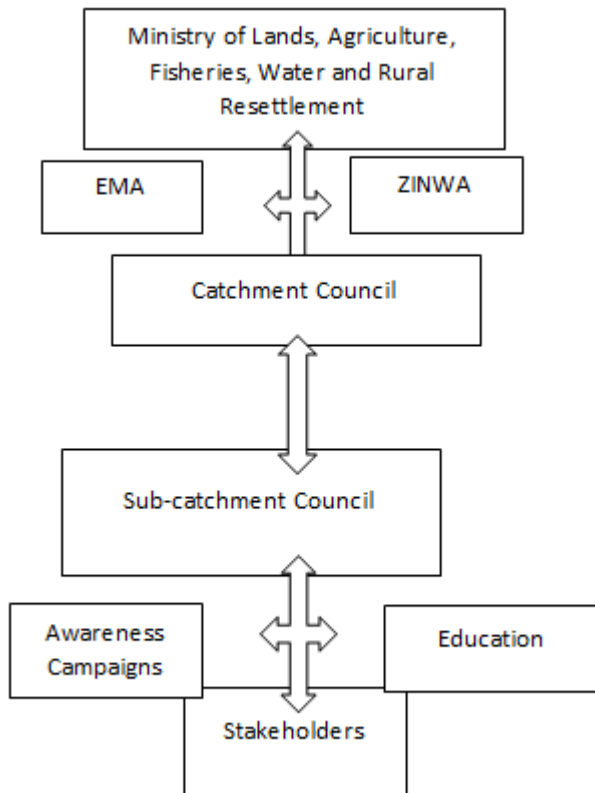 Ministry of Lands, Agriculture,
Fisheries, Water and Rural
Resettlement
EMA
ZINWA
Catchment Council
Sub-catchment Council
Awareness
Campaigns
Education
Stakeholders